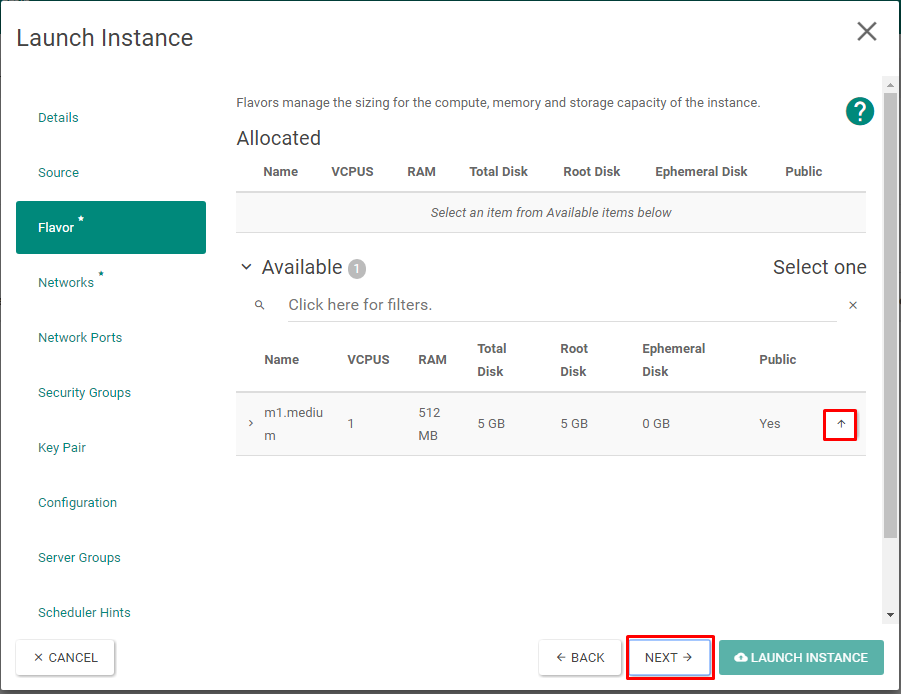 Launch Instance
Details
Source
Flavor *
Networks *
Network Ports
Security Groups
Key Pair
Configuration
Server Groups
Scheduler Hints
Flavors manage the sizing for the compute, memory and storage capacity of the instance.
?
Allocated
Name VCPUS RAM Total Disk Root Disk Ephemeral Disk Public
Select an item from Available items below
Available 1 Select one
Click here for filters. ×
Name VCPUS RAM Total Disk Root Disk Ephemeral Disk Public
m1.medium 1 512 MB 5 GB 5 GB 0 GB Yes ↑
× CANCEL ← BACK NEXT → LAUNCH INSTANCE